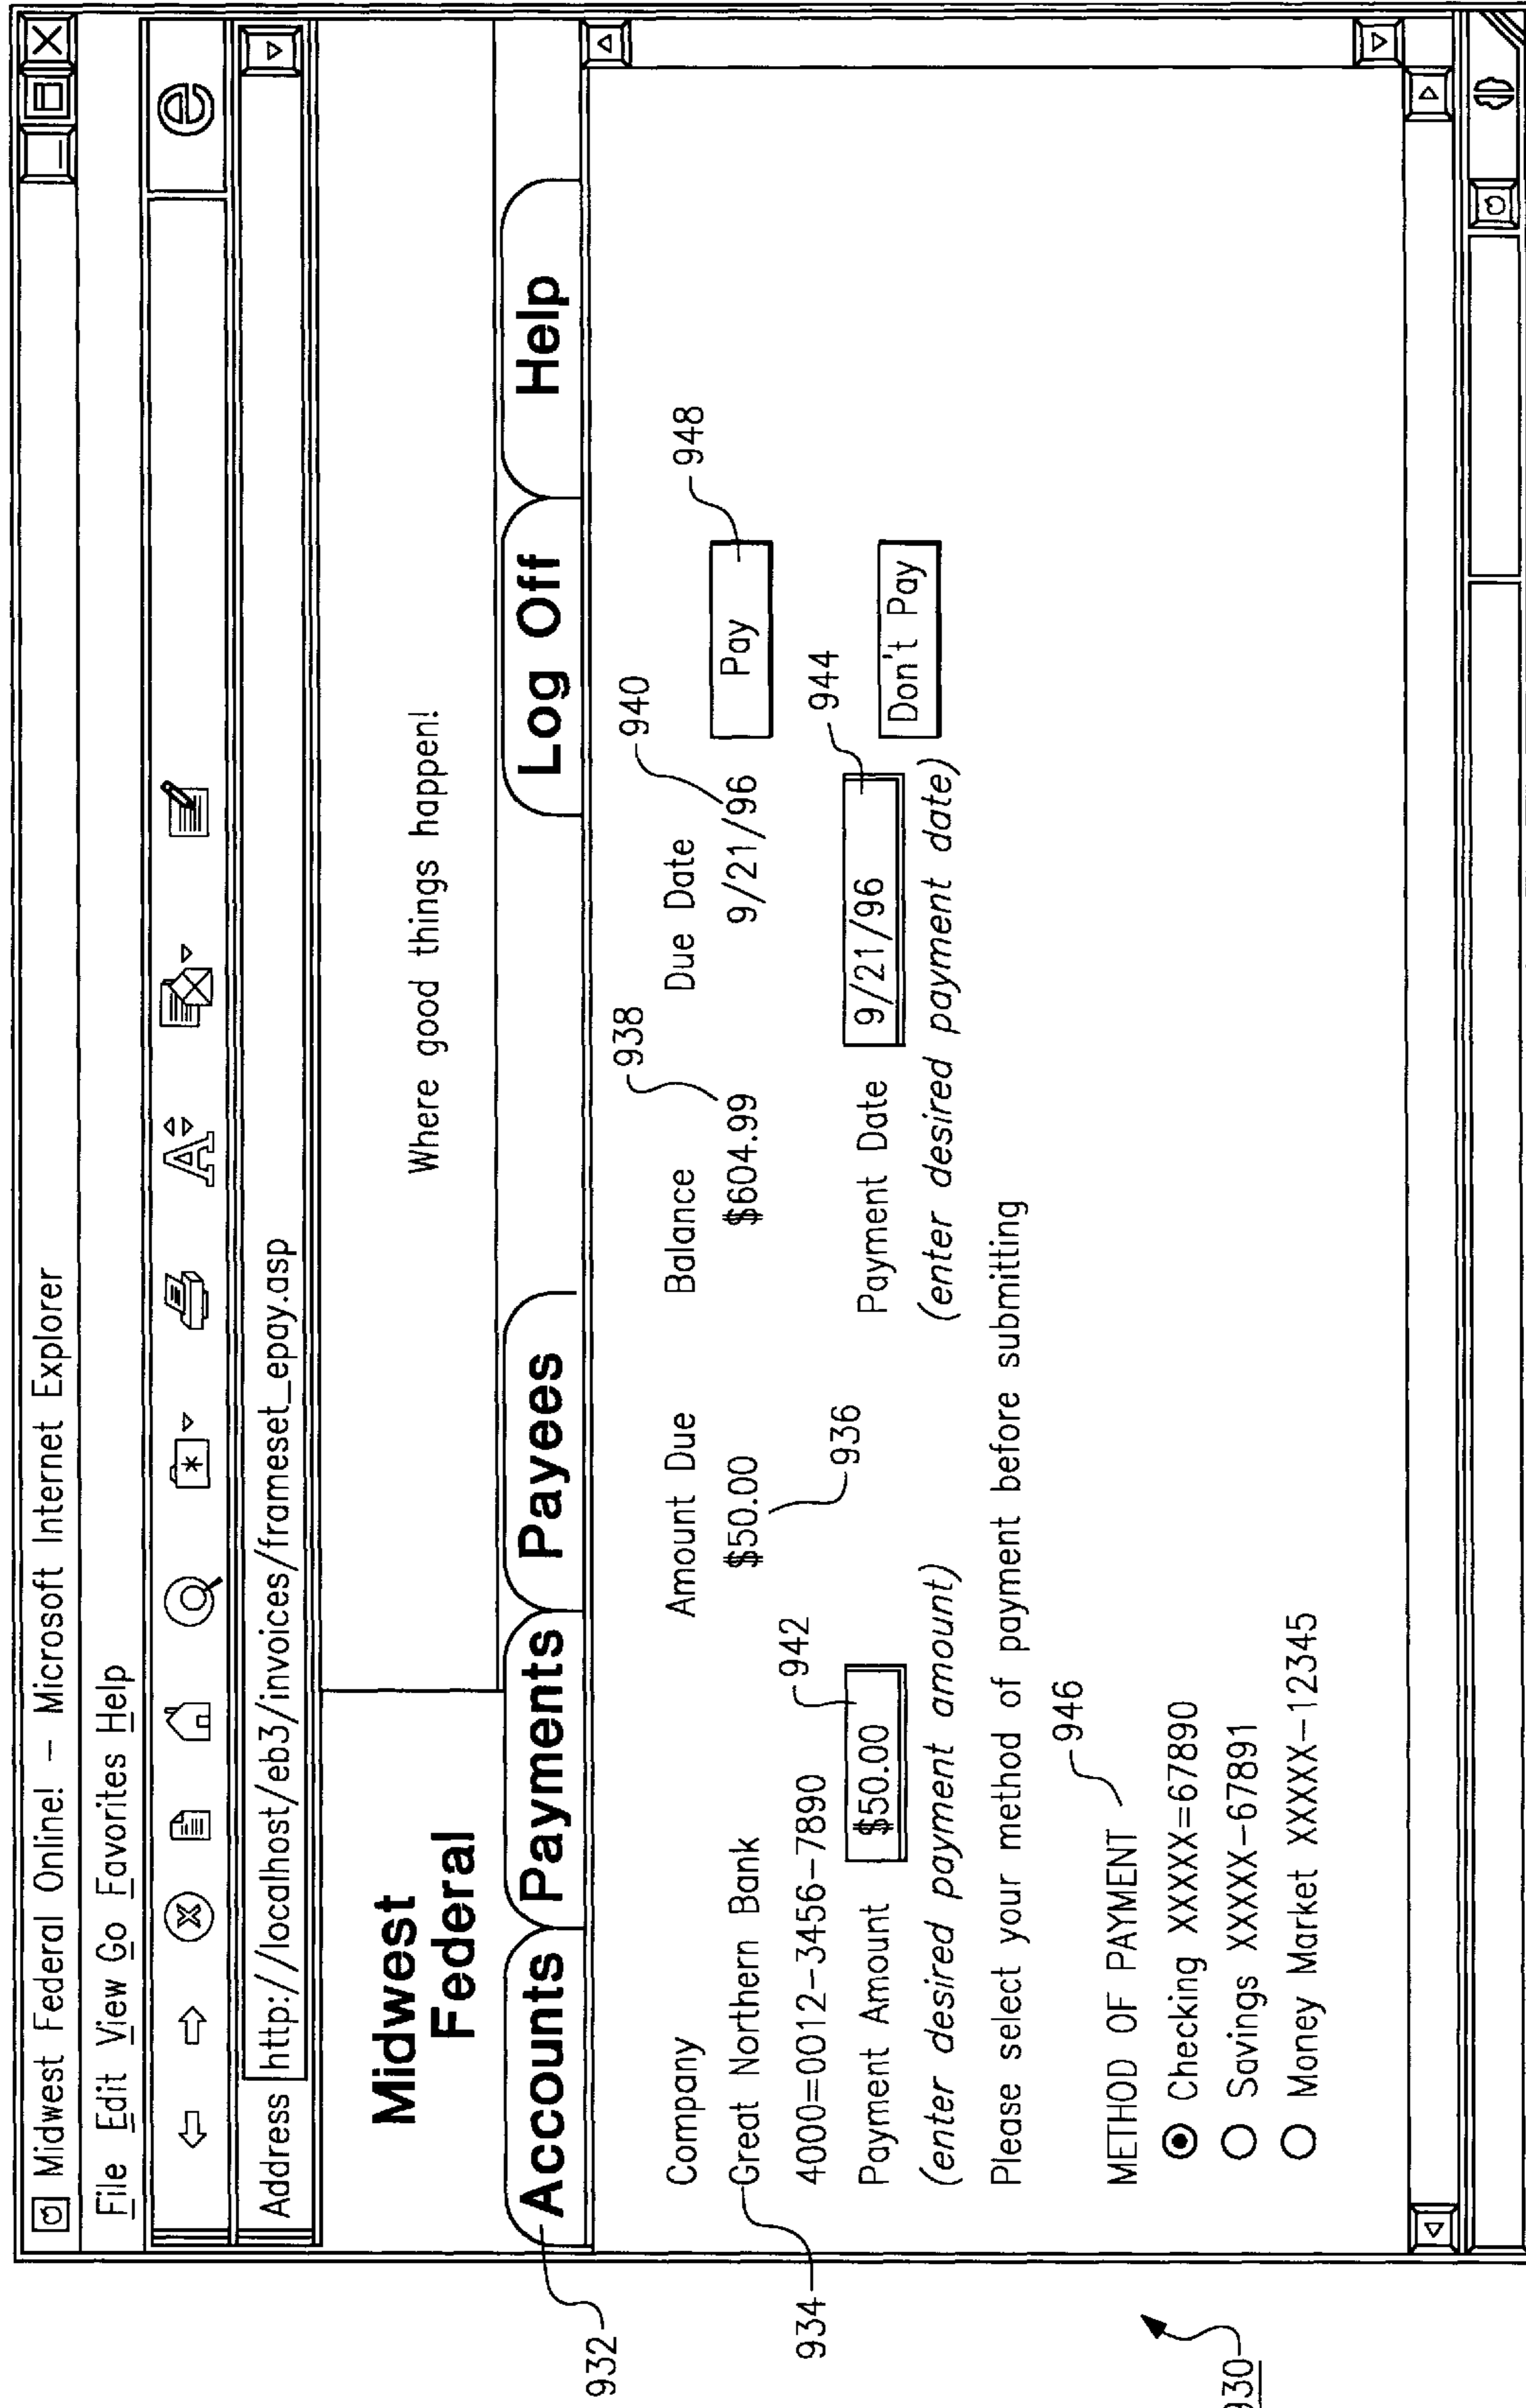 Midwest Federal Online! – Microsoft Internet Explorer
File Edit View Go Favorites Help
Address http://localhost/eb3/invoices/frameset_epay.asp
Midwest
Federal
Where good things happen!
Accounts Payments Payees Log Off Help
932
938
940
948
Company Amount Due Balance Due Date
934 Great Northern Bank $50.00 $604.99 9/21/96 Pay
4000=0012-3456-7890 942 936 944
Payment Amount $50.00 Payment Date 9/21/96 Don't Pay
(enter desired payment amount) (enter desired payment date)
Please select your method of payment before submitting
946
METHOD OF PAYMENT
Checking XXXXX=67890
Savings XXXXX-67891
Money Market XXXXX-12345
930